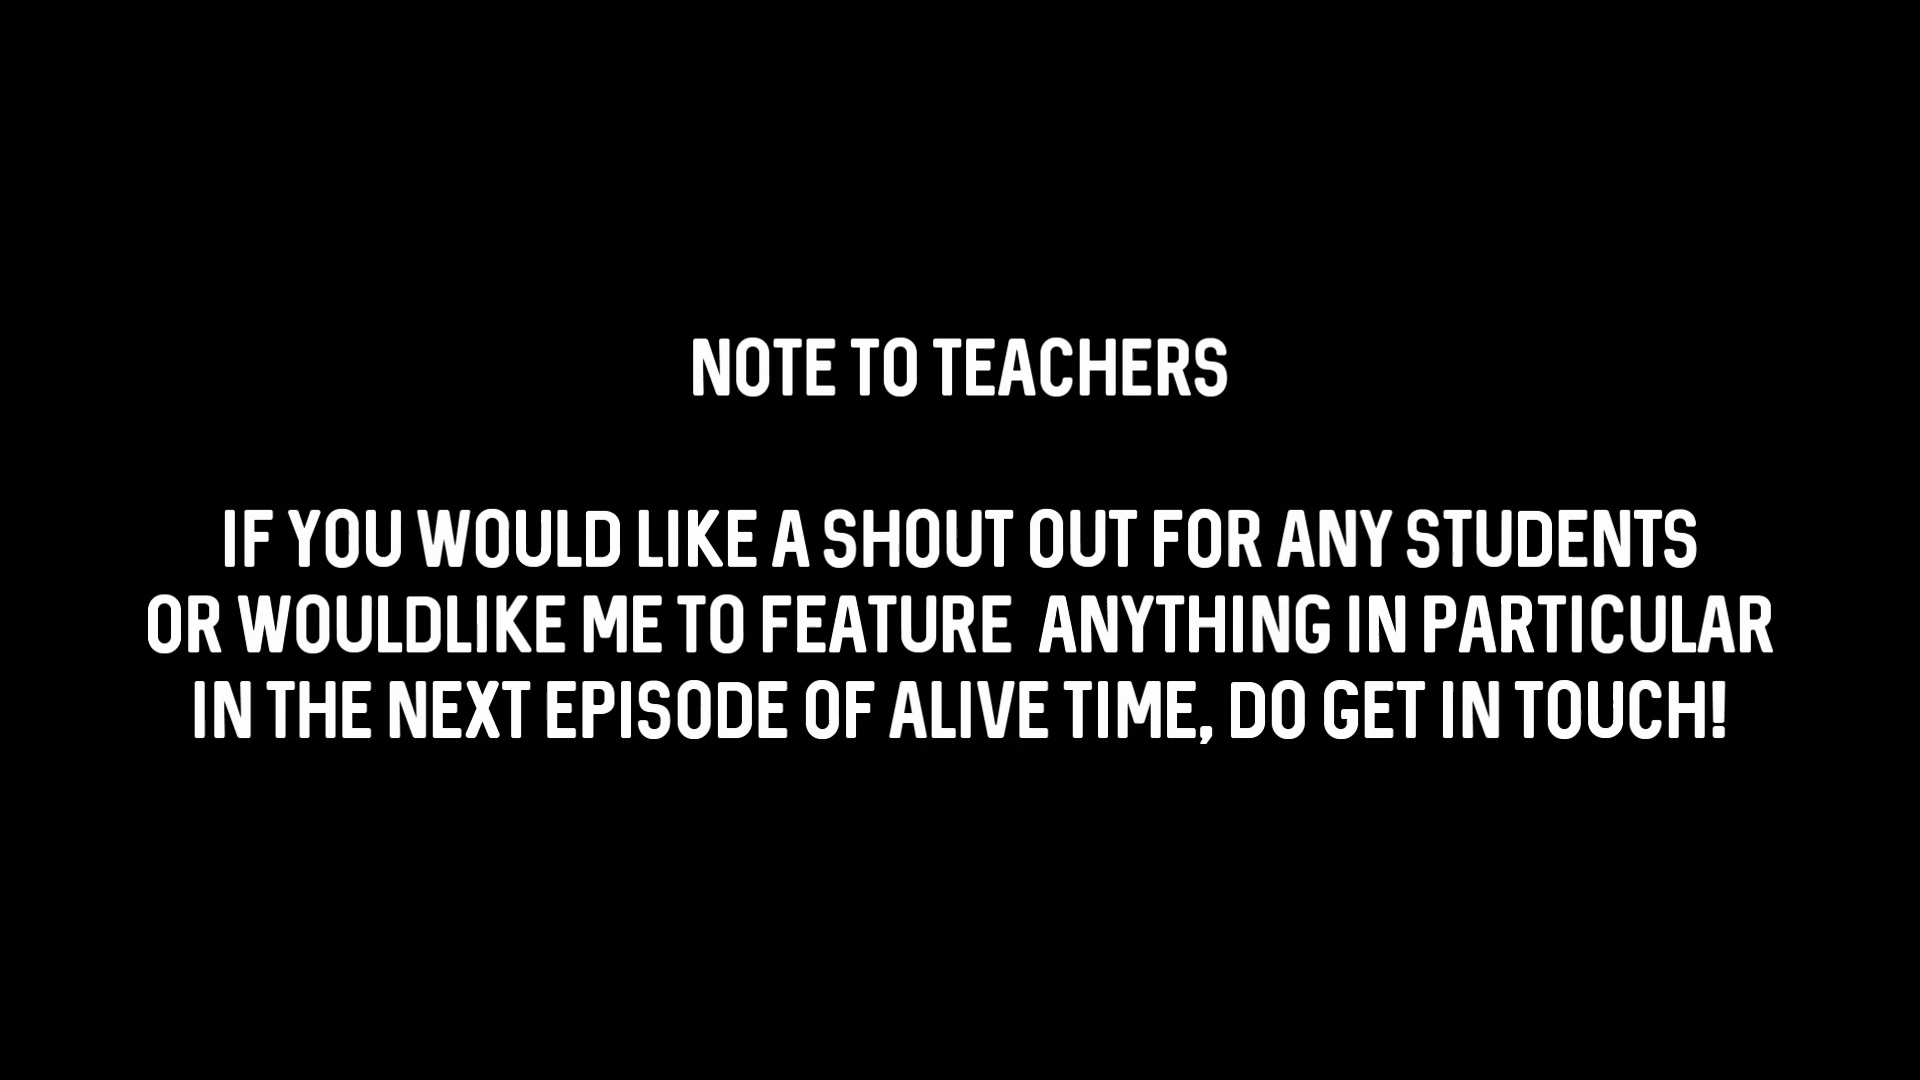 NOTE TO TEACHERS
IF YOU WOULD LIKE A SHOUT OUT FOR ANY STUDENTS
OR WOULDLIKE ME TO FEATURE  ANYTHING IN PARTICULAR
IN THE NEXT EPISODE OF ALIVE TIME, DO GET IN TOUCH!